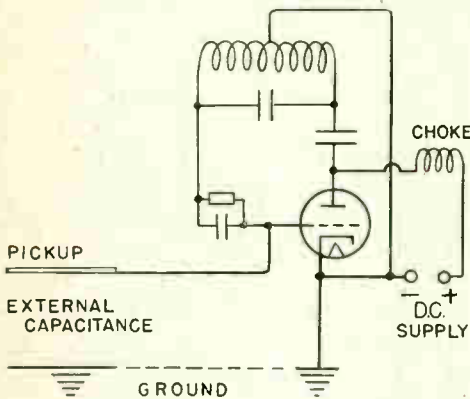 CHOKE
PICKUP
EXTERNAL
CAPACITANCE
- +
D.C.
SUPPLY
GROUND